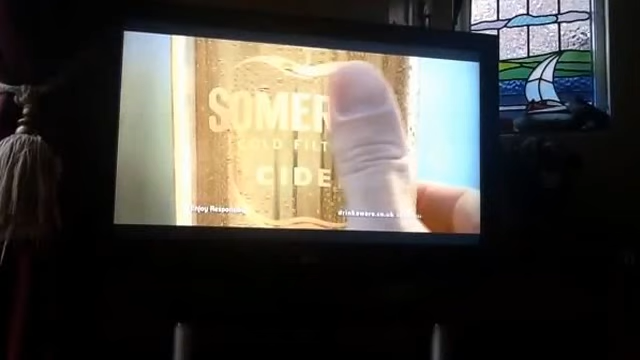 SOMER
COLD FILT
CIDE
Enjoy Responsibly
drinkaware.co.uk